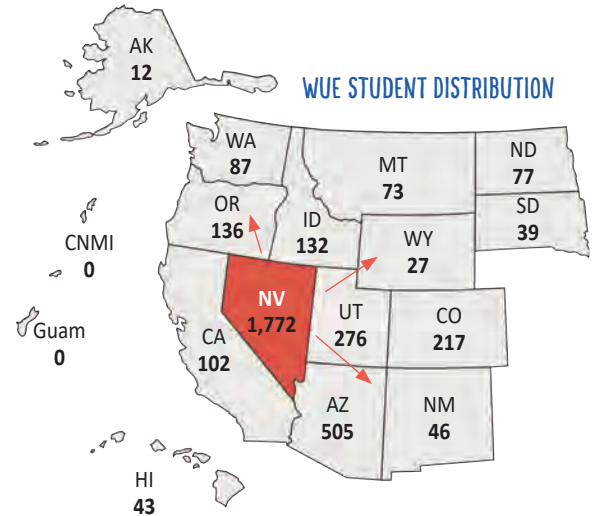 AK
12
WUE STUDENT DISTRIBUTION
WA
87
MT
73
ND
77
OR
136
ID
132
SD
39
WY
27
CNMI
0
NV
1,772
UT
276
CO
217
Guam
0
CA
102
AZ
505
NM
46
HI
43